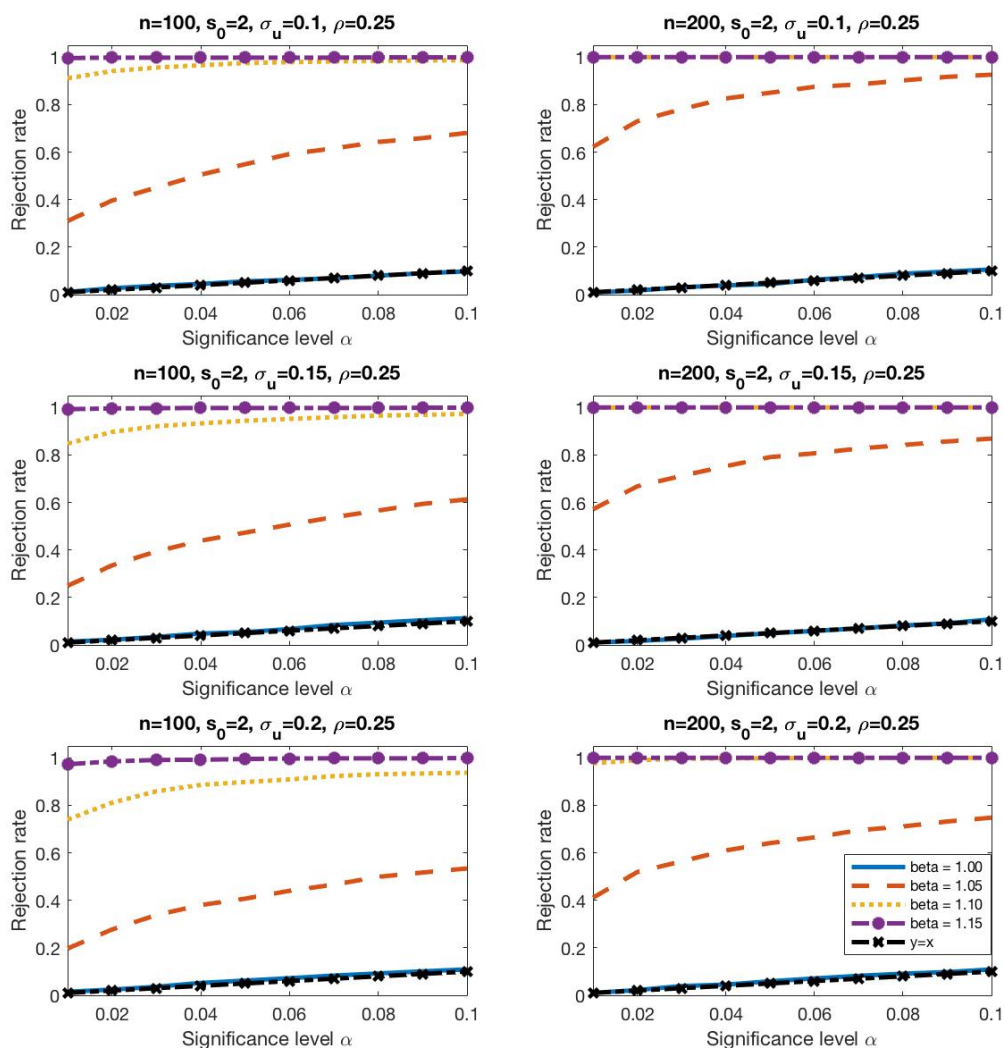 n=100, s0=2, σu=0.1, ρ=0.25
1
0.8
0.6
0.4
0.2
0
Rejection rate
0.02 0.04 0.06 0.08 0.1
Significance level α
n=200, s0=2, σu=0.1, ρ=0.25
1
0.8
0.6
0.4
0.2
0
Rejection rate
0.02 0.04 0.06 0.08 0.1
Significance level α
n=100, s0=2, σu=0.15, ρ=0.25
1
0.8
0.6
0.4
0.2
0
Rejection rate
0.02 0.04 0.06 0.08 0.1
Significance level α
n=200, s0=2, σu=0.15, ρ=0.25
1
0.8
0.6
0.4
0.2
0
Rejection rate
0.02 0.04 0.06 0.08 0.1
Significance level α
n=100, s0=2, σu=0.2, ρ=0.25
1
0.8
0.6
0.4
0.2
0
Rejection rate
0.02 0.04 0.06 0.08 0.1
Significance level α
n=200, s0=2, σu=0.2, ρ=0.25
1
0.8
0.6
0.4
0.2
0
Rejection rate
0.02 0.04 0.06 0.08 0.1
Significance level α
beta = 1.00
beta = 1.05
beta = 1.10
beta = 1.15
y=x